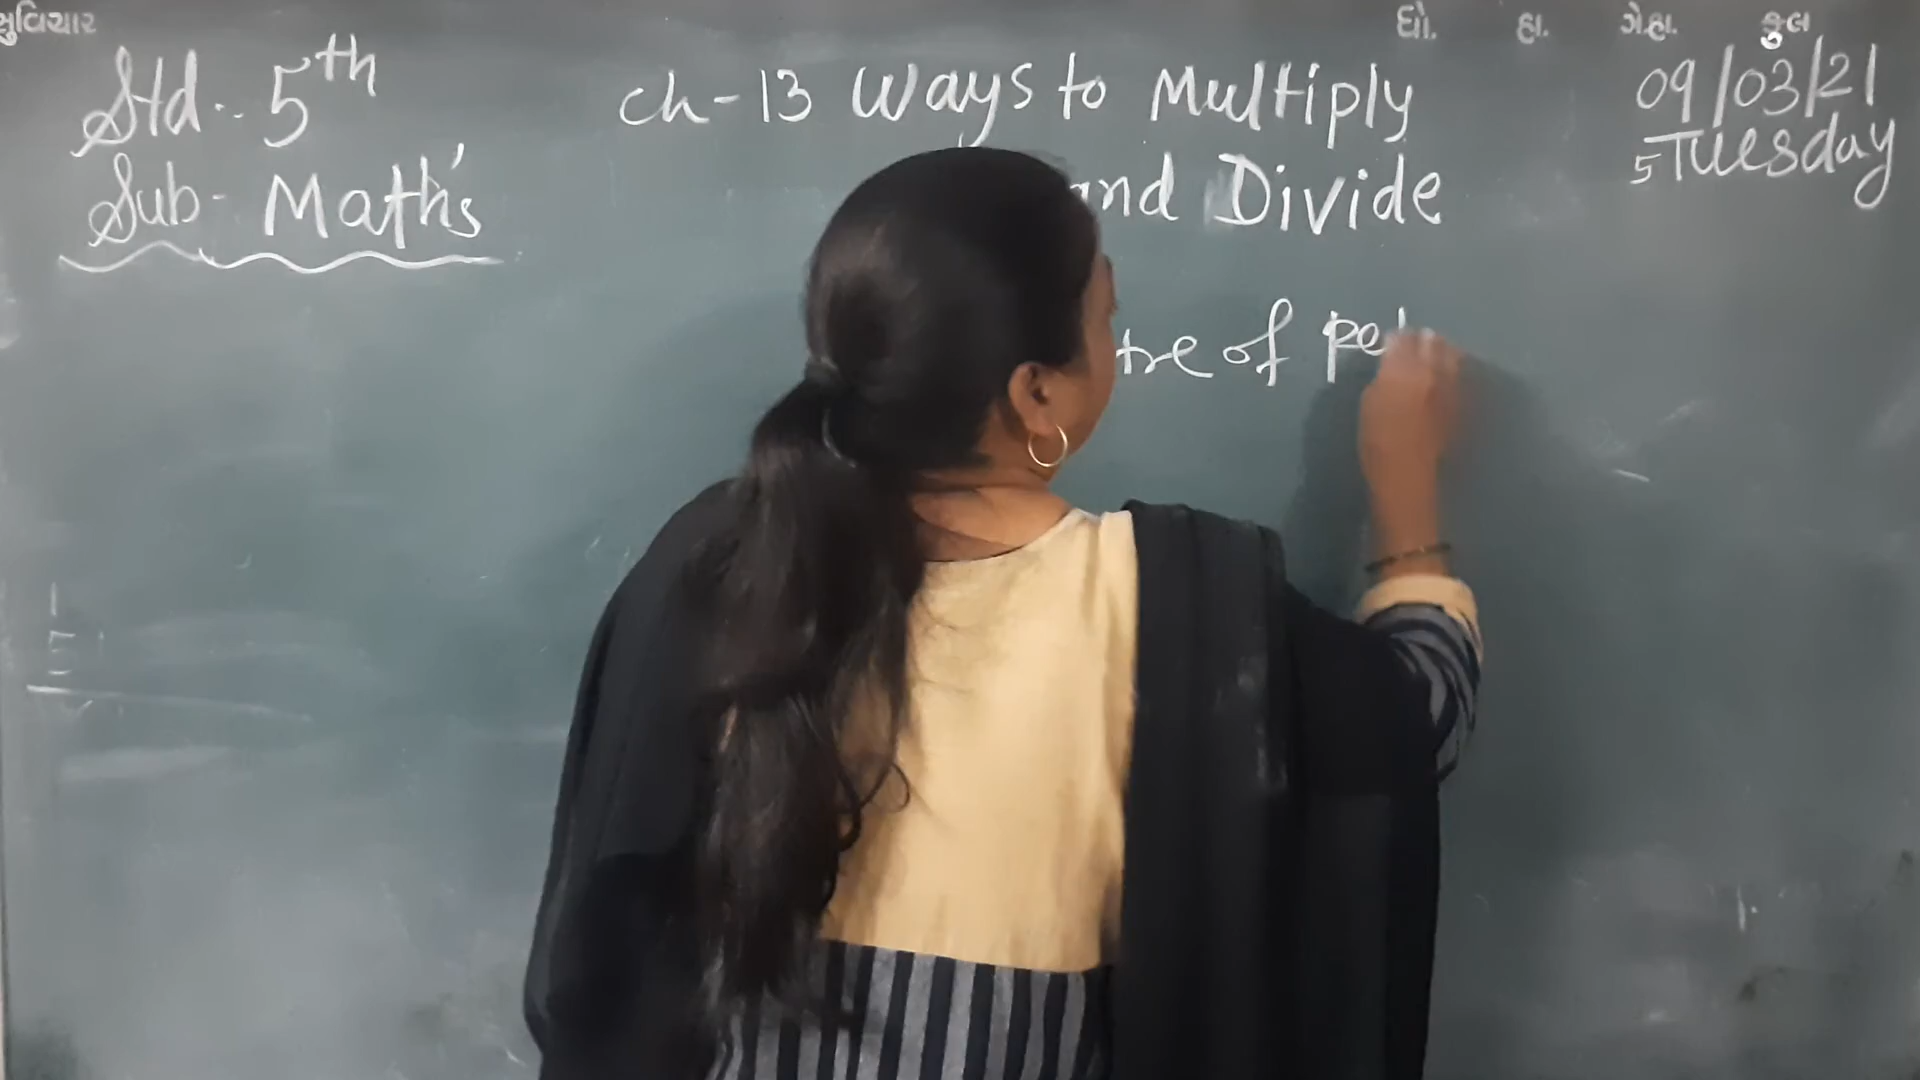 સુવિચાર
ધો. હા. ગે.હા. કુલ
Std.- 5th
Sub- Math's
Ch-13 Ways to Multiply
and Divide
09/03/21
Tuesday
of